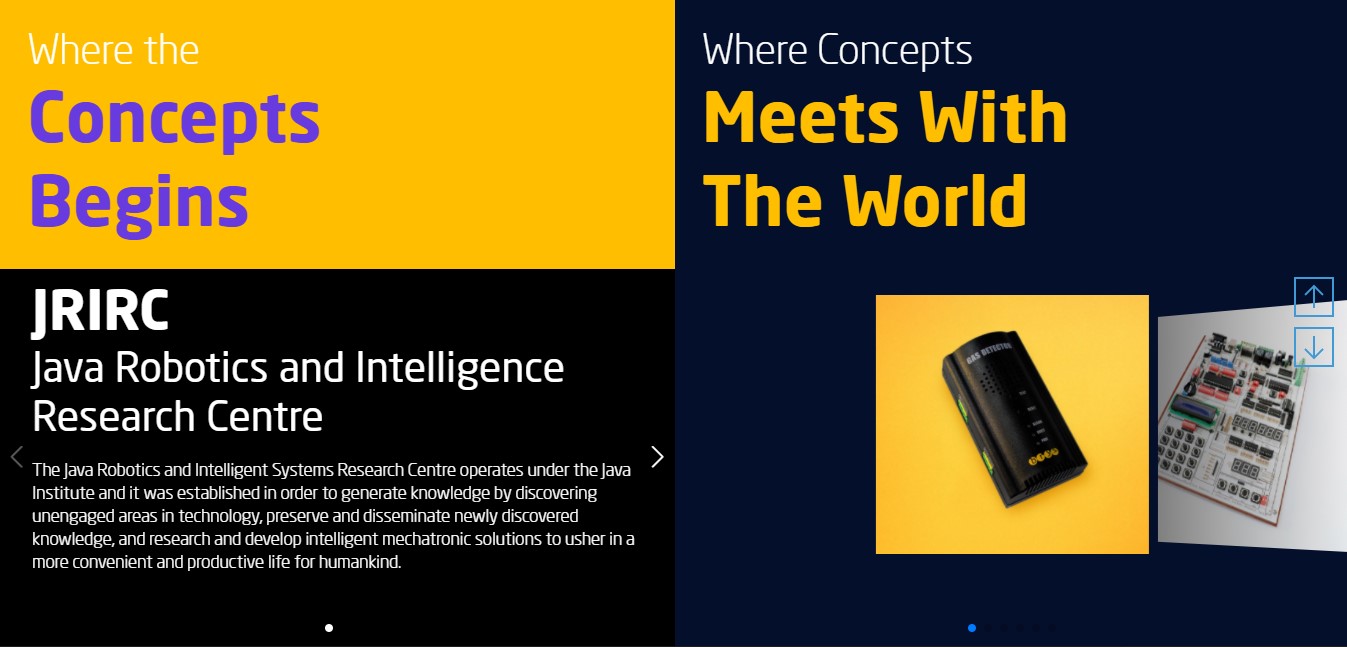 Where the
Concepts
Begins
JRIRC
Java Robotics and Intelligence
Research Centre
The Java Robotics and Intelligent Systems Research Centre operates under the Java
Institute and it was established in order to generate knowledge by discovering
unengaged areas in technology, preserve and disseminate newly discovered
knowledge, and research and develop intelligent mechatronic solutions to usher in a
more convenient and productive life for humankind.
Where Concepts
Meets With
The World
GAS DETECTOR